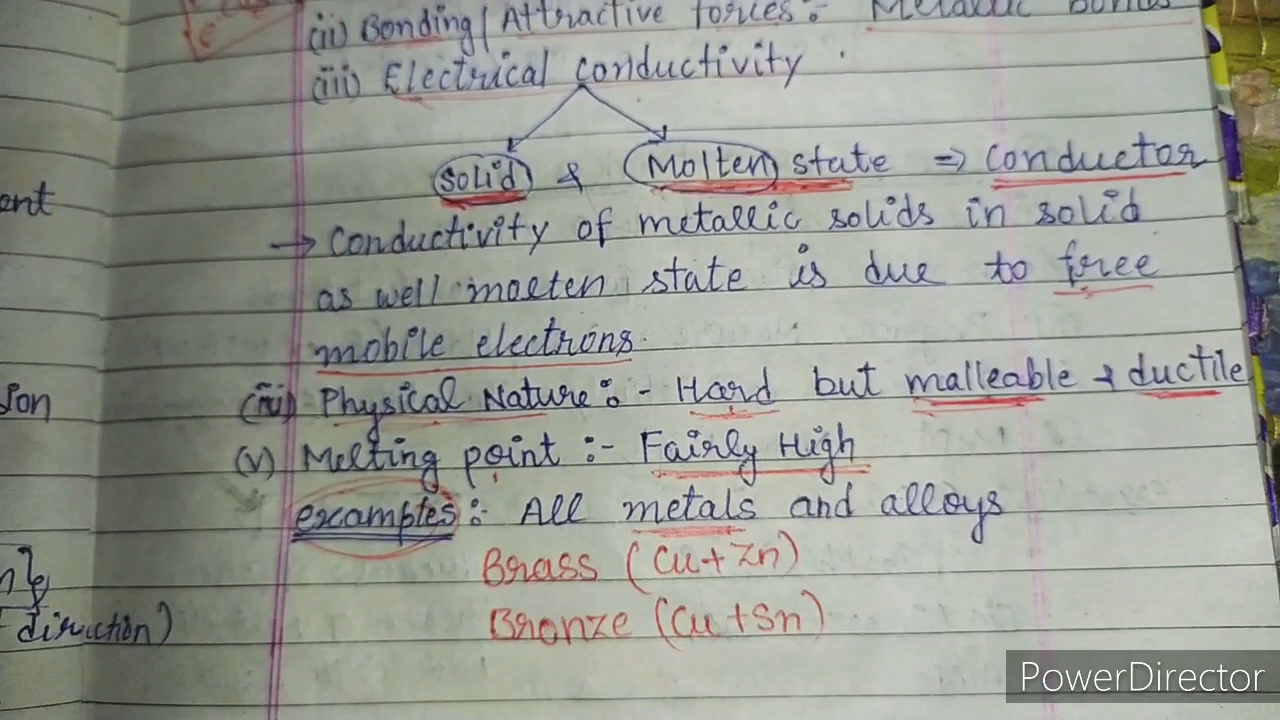 (ii) Bonding/Attractive forces: Metallic Bonds
(iii) Electrical conductivity
Solid & Molten state ⇒ conductor
→ Conductivity of metallic solids in solid
as well molten state is due to free
mobile electrons.
(iv) Physical Nature :- Hard but malleable & ductile
(v) Melting point :- Fairly High
examples :- All metals and alloys
Brass (Cu+Zn)
Bronze (Cu+Sn)
ent
direction)
PowerDirector